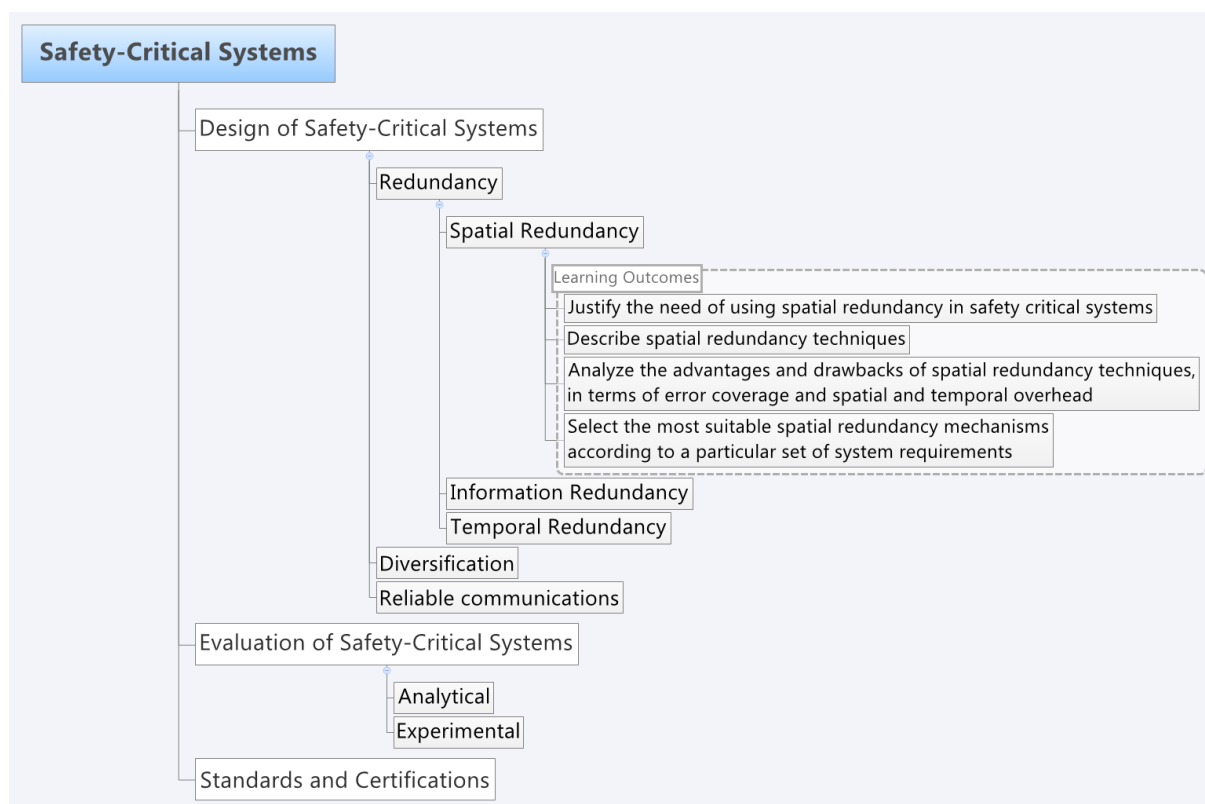 Safety-Critical Systems
Design of Safety-Critical Systems
Redundancy
Spatial Redundancy
Learning Outcomes
Justify the need of using spatial redundancy in safety critical systems
Describe spatial redundancy techniques
Analyze the advantages and drawbacks of spatial redundancy techniques,
in terms of error coverage and spatial and temporal overhead
Select the most suitable spatial redundancy mechanisms
according to a particular set of system requirements
Information Redundancy
Temporal Redundancy
Diversification
Reliable communications
Evaluation of Safety-Critical Systems
Analytical
Experimental
Standards and Certifications